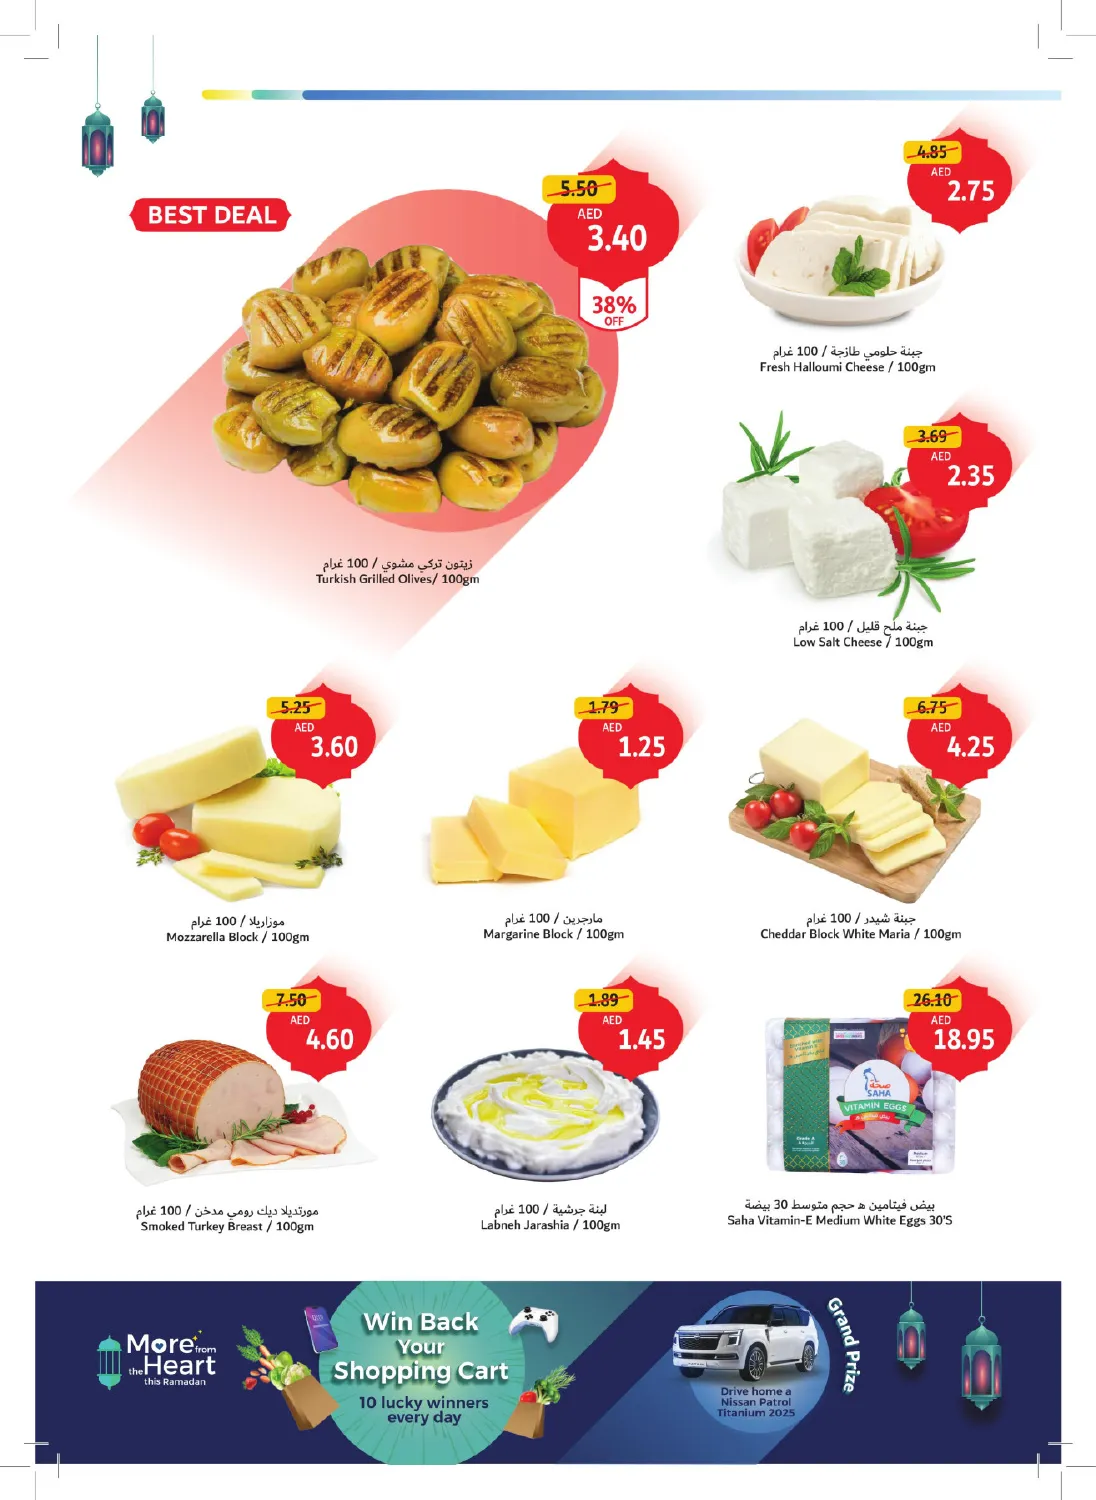 BEST DEAL
5.50
AED
3.40
38%
OFF
زيتون تركي مشوي / 100 غرام
Turkish Grilled Olives/ 100gm
4.85
AED
2.75
جبنة حلومي طازجة / 100 غرام
Fresh Halloumi Cheese / 100gm
3.69
AED
2.35
جبنة ملح قليل / 100 غرام
Low Salt Cheese / 100gm
5.25
AED
3.60
موزاريلا / 100 غرام
Mozzarella Block / 100gm
1.79
AED
1.25
مارجرين / 100 غرام
Margarine Block / 100gm
6.75
AED
4.25
جبنة شيدر / 100 غرام
Cheddar Block White Maria / 100gm
7.50
AED
4.60
مورتديلا ديك رومي مدخن / 100 غرام
Smoked Turkey Breast / 100gm
1.89
AED
1.45
لبنة جرشية / 100 غرام
Labneh Jarashia / 100gm
26.10
AED
18.95
صحة
SAHA
VITAMIN EGGS
Grade A
بيض فيتامين ه حجم متوسط 30 بيضة
Saha Vitamin-E Medium White Eggs 30'S
More from
the Heart
this Ramadan
Win Back
Your
Shopping Cart
10 lucky winners
every day
Drive home a
Nissan Patrol
Titanium 2025
Grand Prize